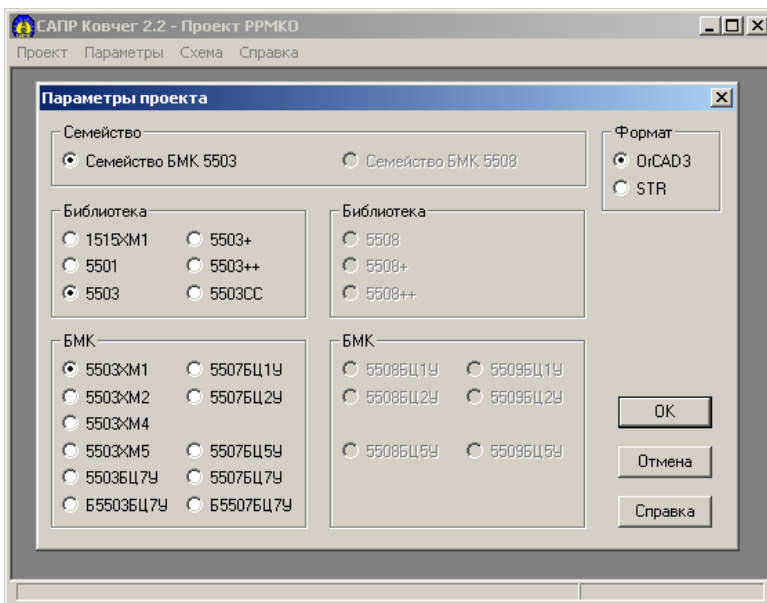 САПР Ковчег 2.2 - Проект РРМКО
Проект Параметры Схема Справка
Параметры проекта
Семейство
Семейство БМК 5503 Семейство БМК 5508
Формат
OrCAD3
STR
Библиотека
1515ХМ1 5503+
5501 5503++
5503 5503СС
Библиотека
5508
5508+
5508++
БМК
5503ХМ1 5507БЦ1У
5503ХМ2 5507БЦ2У
5503ХМ4
5503ХМ5 5507БЦ5У
5503БЦ7У 5507БЦ7У
Б5503БЦ7У Б5507БЦ7У
БМК
5508БЦ1У 5509БЦ1У
5508БЦ2У 5509БЦ2У
5508БЦ5У 5509БЦ5У
OK
Отмена
Справка